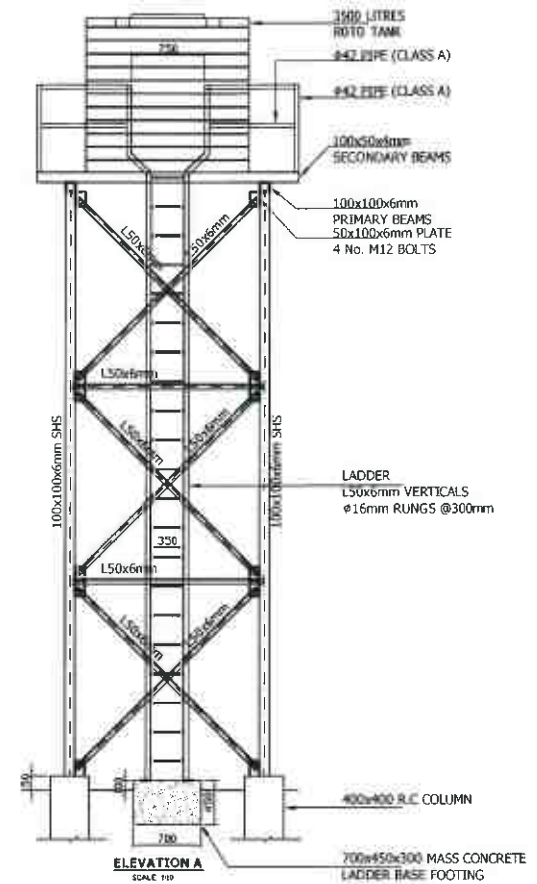 3500 LITRES
ROTO TANK
750
ø42 PIPE (CLASS A)
ø42 PIPE (CLASS A)
100x50x6mm
SECONDARY BEAMS
100x100x6mm
PRIMARY BEAMS
50x100x6mm PLATE
4 No. M12 BOLTS
L50x6mm
L50x6mm
L50x6mm
L50x6mm
L50x6mm
100x100x6mm SHS
100x100x6mm SHS
LADDER
L50x6mm VERTICALS
ø16mm RUNGS @300mm
350
L50x6mm
L50x6mm
L50x6mm
150
400x400 R.C COLUMN
700
700x450x300 MASS CONCRETE
LADDER BASE FOOTING
ELEVATION A